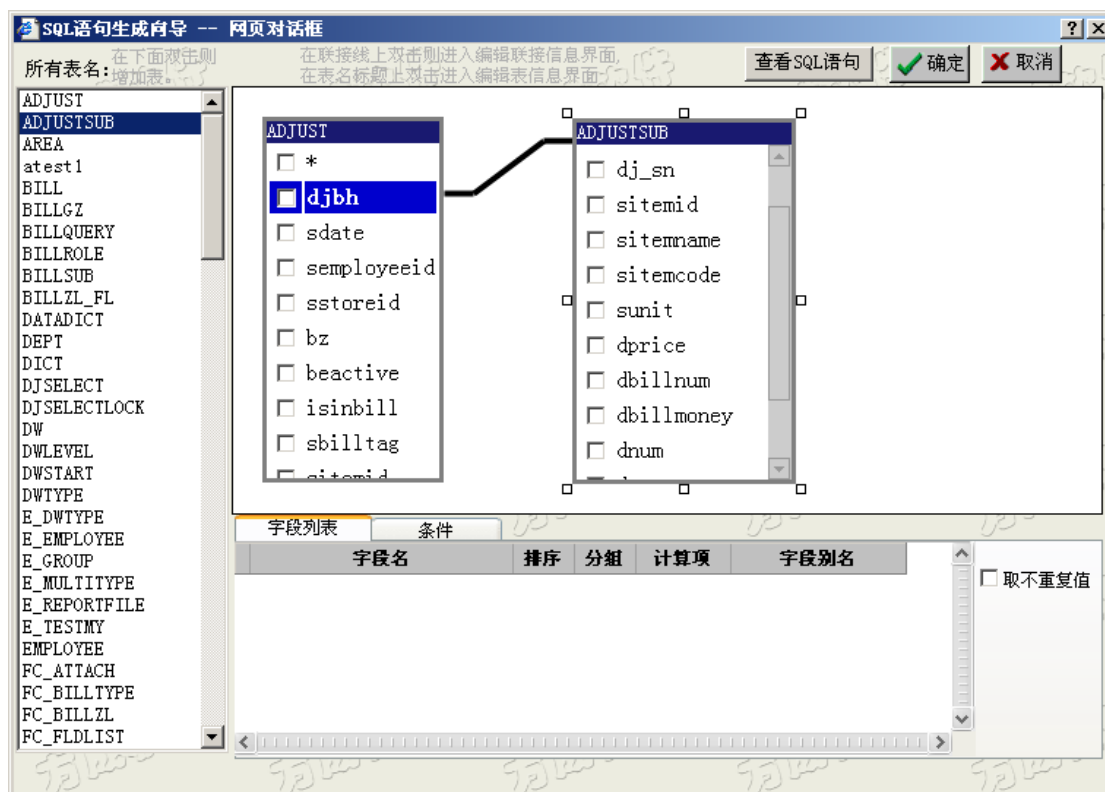 SQL语句生成向导 -- 网页对话框
所有表名:
在下面双击则
增加表。
在联接线上双击则进入编辑联接信息界面,
在表名标题上双击进入编辑表信息界面
查看SQL语句
确定
取消
ADJUST
ADJUSTSUB
AREA
atest1
BILL
BILLGZ
BILLQUERY
BILLROLE
BILLSUB
BILLZL_FL
DATADICT
DEPT
DICT
DJSELECT
DJSELECTLOCK
DW
DWLEVEL
DWSTART
DWTYPE
E_DWTYPE
E_EMPLOYEE
E_GROUP
E_MULTITYPE
E_REPORTFILE
E_TESTMY
EMPLOYEE
FC_ATTACH
FC_BILLTYPE
FC_BILLZL
FC_FLDLIST
ADJUST
*
djbh
sdate
semployeeid
sstoreid
bz
beactive
isinbill
sbilltag
ADJUSTSUB
dj_sn
sitemid
sitemname
sitemcode
sunit
dprice
dbillnum
dbillmoney
dnum
字段列表 条件
字段名 排序 分组 计算项 字段别名
取不重复值